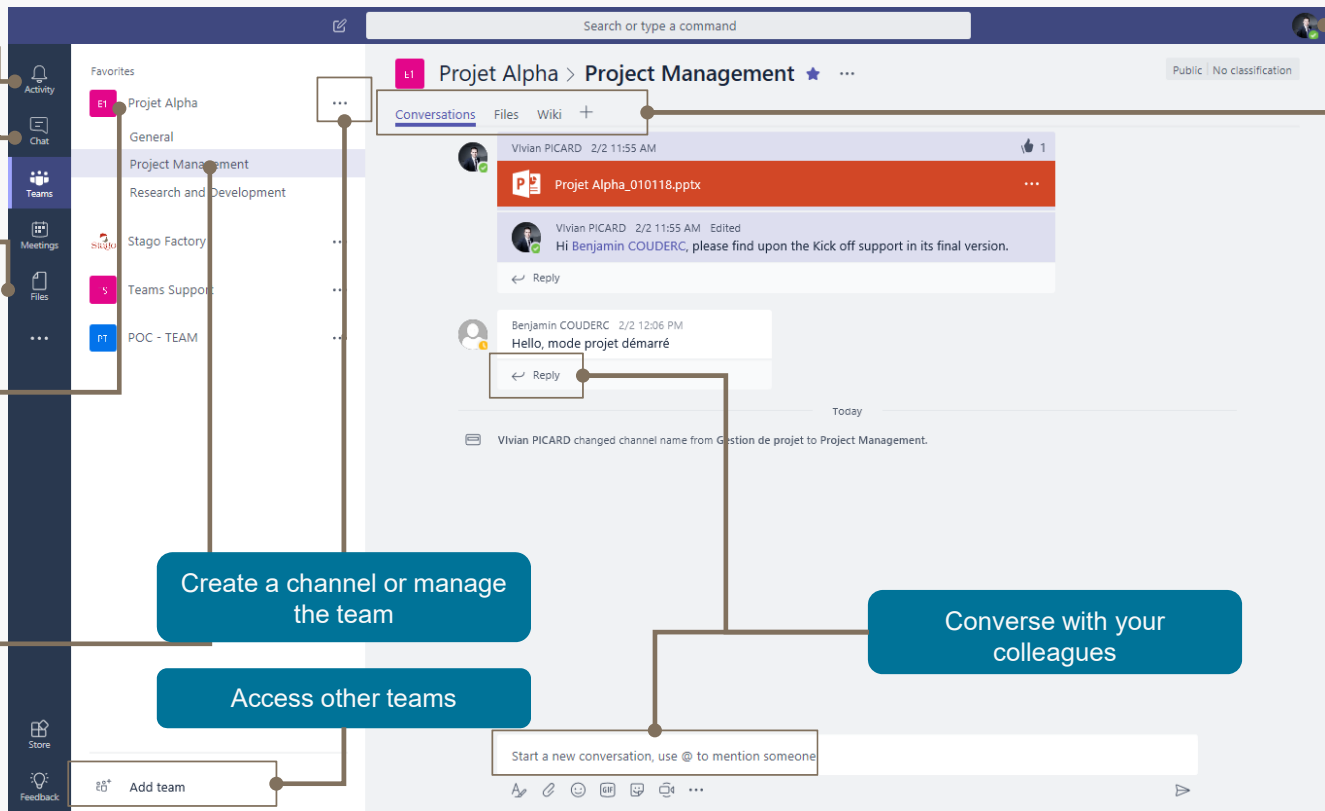 Search or type a command
Activity
Chat
Teams
Meetings
Files
Store
Feedback
Favorites
E1 Projet Alpha
General
Project Management
Research and Development
Stago Stago Factory
Teams Support
PT POC - TEAM
Add team
E1 Projet Alpha > Project Management
Public No classification
Conversations Files Wiki
VIvian PICARD 2/2 11:55 AM 1
Projet Alpha_010118.pptx
VIvian PICARD 2/2 11:55 AM Edited
Hi Benjamin COUDERC, please find upon the Kick off support in its final version.
Reply
Benjamin COUDERC 2/2 12:06 PM
Hello, mode projet démarré
Reply
Today
VIvian PICARD changed channel name from Gestion de projet to Project Management.
Create a channel or manage
the team
Access other teams
Converse with your
colleagues
Start a new conversation, use @ to mention someone
GIF